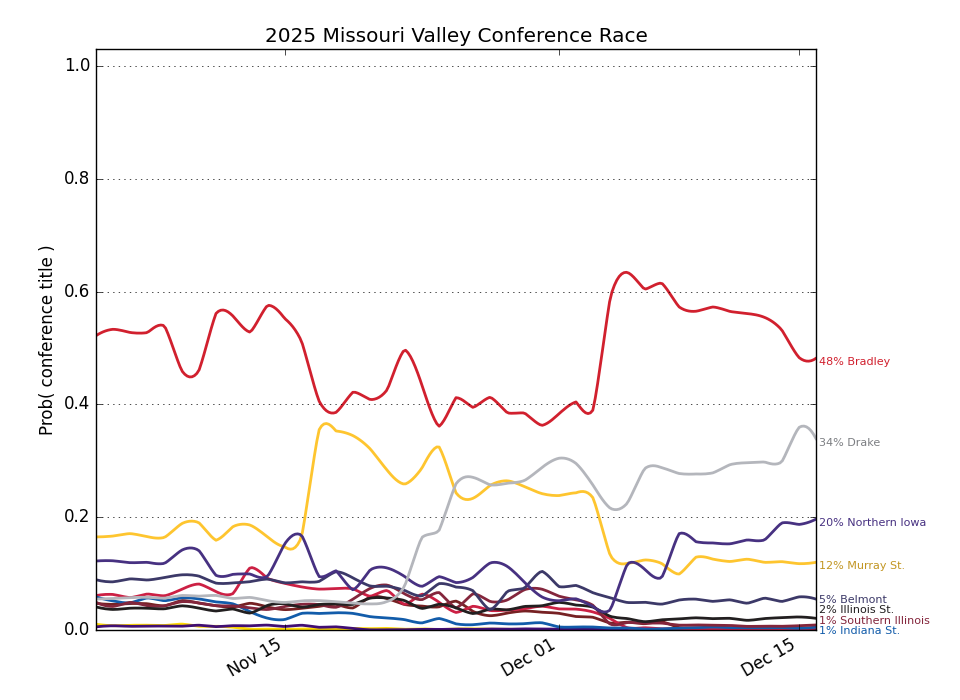 2025 Missouri Valley Conference Race
Prob( conference title )
1.0
0.8
0.6
0.4
0.2
0.0
Nov 15
Dec 01
Dec 15
48% Bradley
34% Drake
20% Northern Iowa
12% Murray St.
5% Belmont
2% Illinois St.
1% Southern Illinois
1% Indiana St.